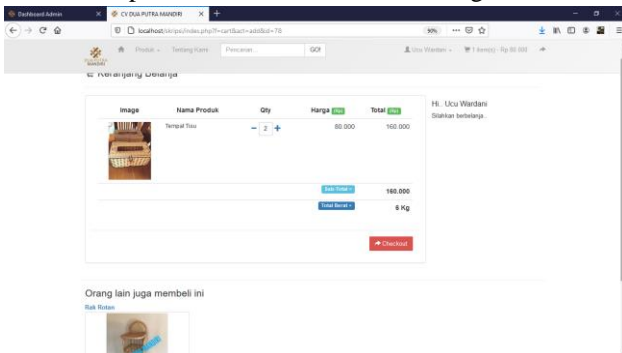 Dashboard Admin
CV DUA PUTRA MANDIRI
localhost/skripsi/index.php?f=cart&act=add&id=70
90%
Produk
Tentang Kami
Pencarian...
GO!
Ucu Wardani
1 item(s) - Rp 80.000
Keranjang Belanja
Image Nama Produk Qty Harga Total
Tempat Tisu 2 80.000 160.000
Sub Total 160.000
Total Berat 6 Kg
Checkout
Hi.. Ucu Wardani
Silahkan berbelanja..
Orang lain juga membeli ini
Rak Rotan